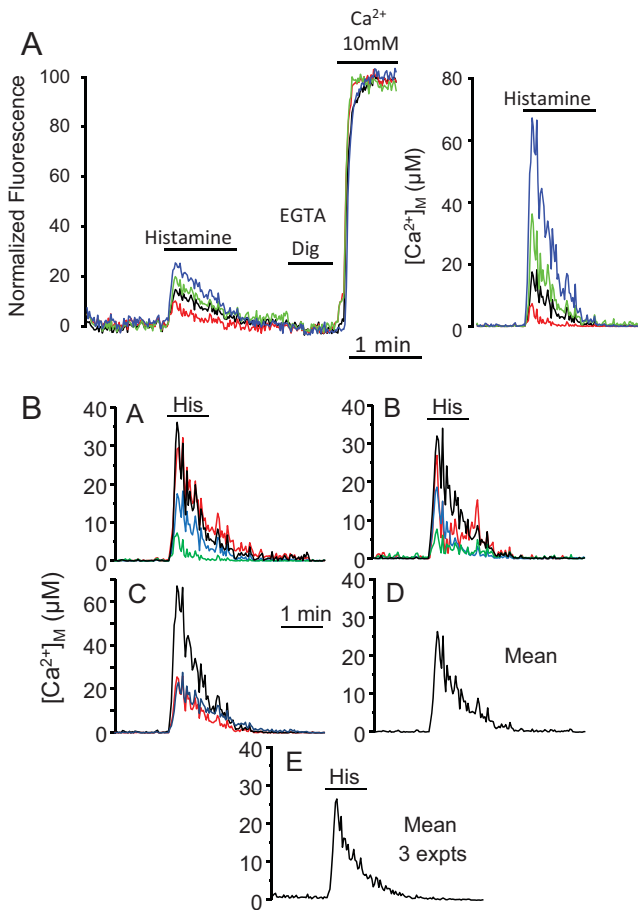 A
Ca²⁺
10mM
Normalized Fluorescence
100
80
60
40
20
0
Histamine
EGTA
Dig
1 min
[Ca²⁺]M (µM)
80
60
40
20
0
Histamine
B
A
His
40
30
20
10
0
B
His
40
30
20
10
0
C
1 min
60
40
20
0
[Ca²⁺]M (µM)
D
Mean
40
30
20
10
0
E
His
Mean
3 expts
40
30
20
10
0